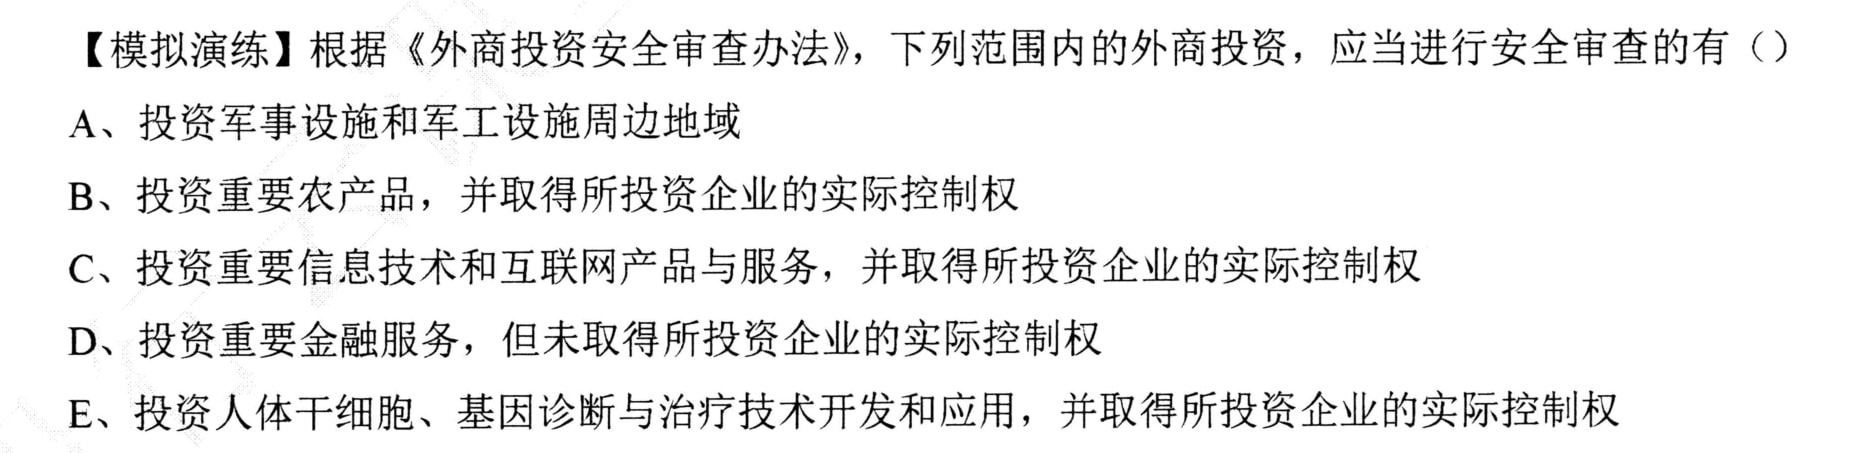 【模拟演练】根据《外商投资安全审查办法》，下列范围内的外商投资，应当进行安全审查的有（）
A、投资军事设施和军工设施周边地域
B、投资重要农产品，并取得所投资企业的实际控制权
C、投资重要信息技术和互联网产品与服务，并取得所投资企业的实际控制权
D、投资重要金融服务，但未取得所投资企业的实际控制权
E、投资人体干细胞、基因诊断与治疗技术开发和应用，并取得所投资企业的实际控制权